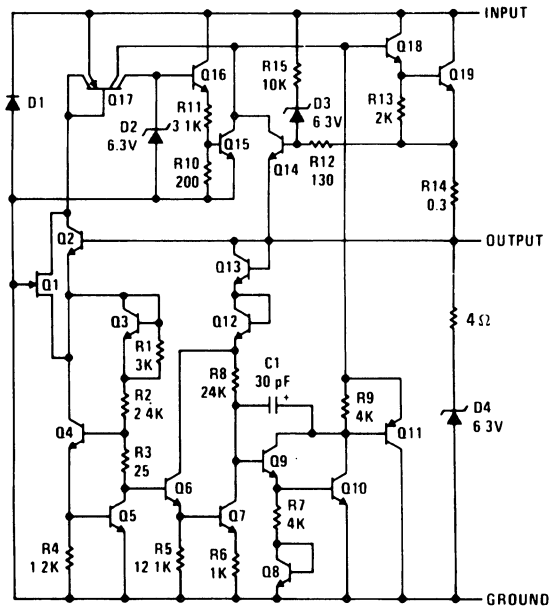 INPUT
Q18
Q19
R15
10K
Q16
Q17
D1
R11
3 1K
D2
6.3V
D3
6 3V
R13
2K
Q15
Q14
R12
130
R10
200
R14
0.3
Q2
OUTPUT
Q1
Q13
Q3
Q12
R1
3K
4 Ω
C1
30 pF
+
R8
24K
R2
2 4K
R9
4K
D4
6 3V
Q4
Q11
R3
25
Q9
Q6
Q10
Q5
Q7
R7
4K
R4
1 2K
R5
12 1K
R6
1K
Q8
GROUND